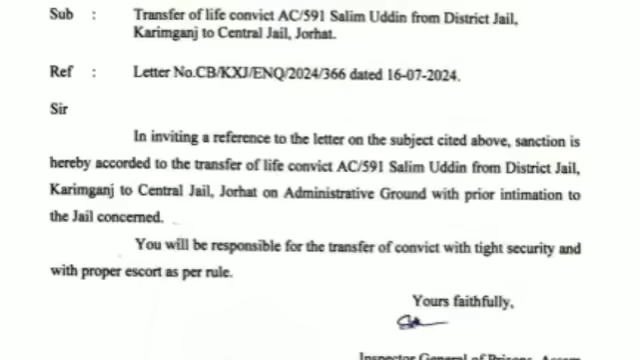 Sub : Transfer of life convict AC/591 Salim Uddin from District Jail,
Karimganj to Central Jail, Jorhat.
Ref : Letter No.CB/KXJ/ENQ/2024/366 dated 16-07-2024.
Sir
In inviting a reference to the letter on the subject cited above, sanction is
hereby accorded to the transfer of life convict AC/591 Salim Uddin from District Jail,
Karimganj to Central Jail, Jorhat on Administrative Ground with prior intimation to
the Jail concerned.
You will be responsible for the transfer of convict with tight security and
with proper escort as per rule.
Yours faithfully,
Inspector General of Prisons, Assam